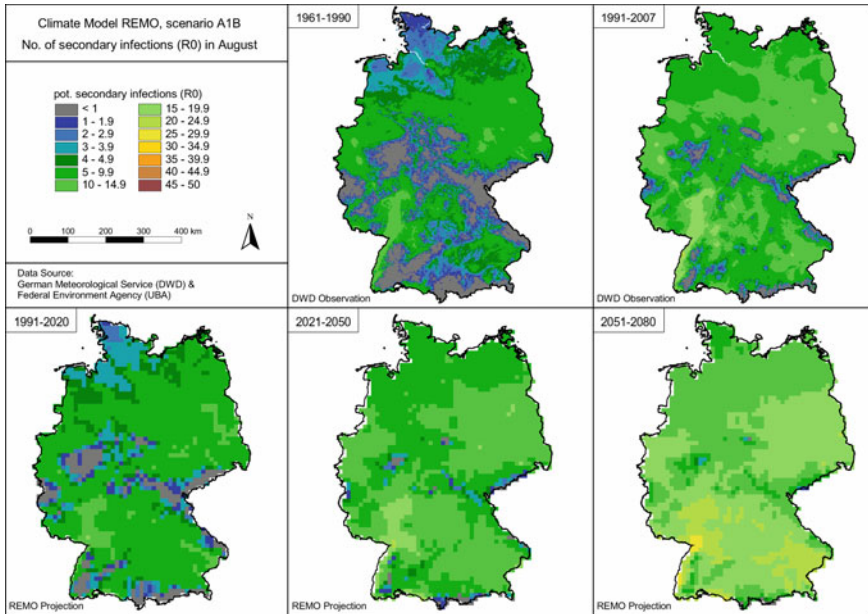 Climate Model REMO, scenario A1B
No. of secondary infections (R0) in August
pot. secondary infections (R0)
< 1
1 - 1.9
2 - 2.9
3 - 3.9
4 - 4.9
5 - 9.9
10 - 14.9
15 - 19.9
20 - 24.9
25 - 29.9
30 - 34.9
35 - 39.9
40 - 44.9
45 - 50
N
0 100 200 300 400 km
Data Source:
German Meteorological Service (DWD) &
Federal Environment Agency (UBA)
1961-1990
DWD Observation
1991-2007
DWD Observation
1991-2020
REMO Projection
2021-2050
REMO Projection
2051-2080
REMO Projection